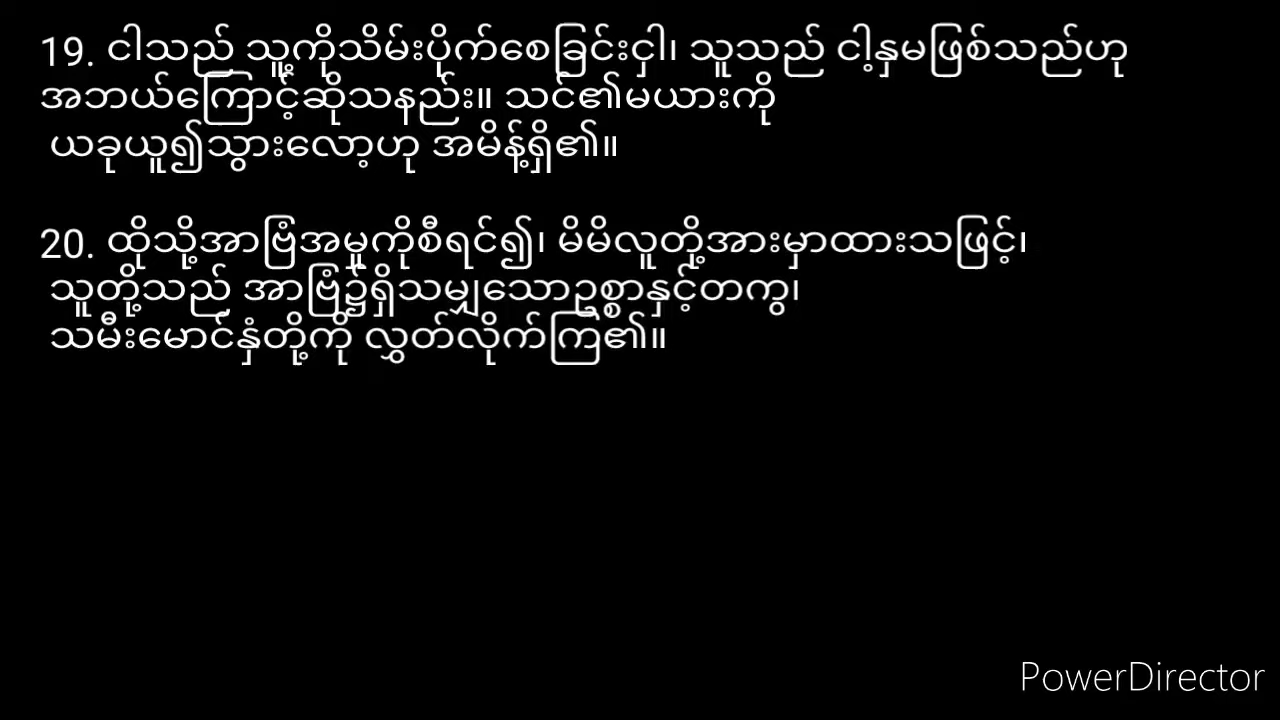 19. ငါသည် သူ့ကိုသိမ်းပိုက်စေခြင်းငှါ၊ သူသည် ငါ့နှမဖြစ်သည်ဟု
အဘယ်ကြောင့်ဆိုသနည်း။ သင်၏မယားကို
ယခုယူ၍သွားလော့ဟု အမိန့်ရှိ၏။
20. ထိုသို့အာဗြံအမှုကိုစီရင်၍၊ မိမိလူတို့အားမှာထားသဖြင့်၊
သူတို့သည် အာဗြံ၌ရှိသမျှသောဥစ္စာနှင့်တကွ၊
သမီးမောင်နှံတို့ကို လွှတ်လိုက်ကြ၏။
PowerDirector